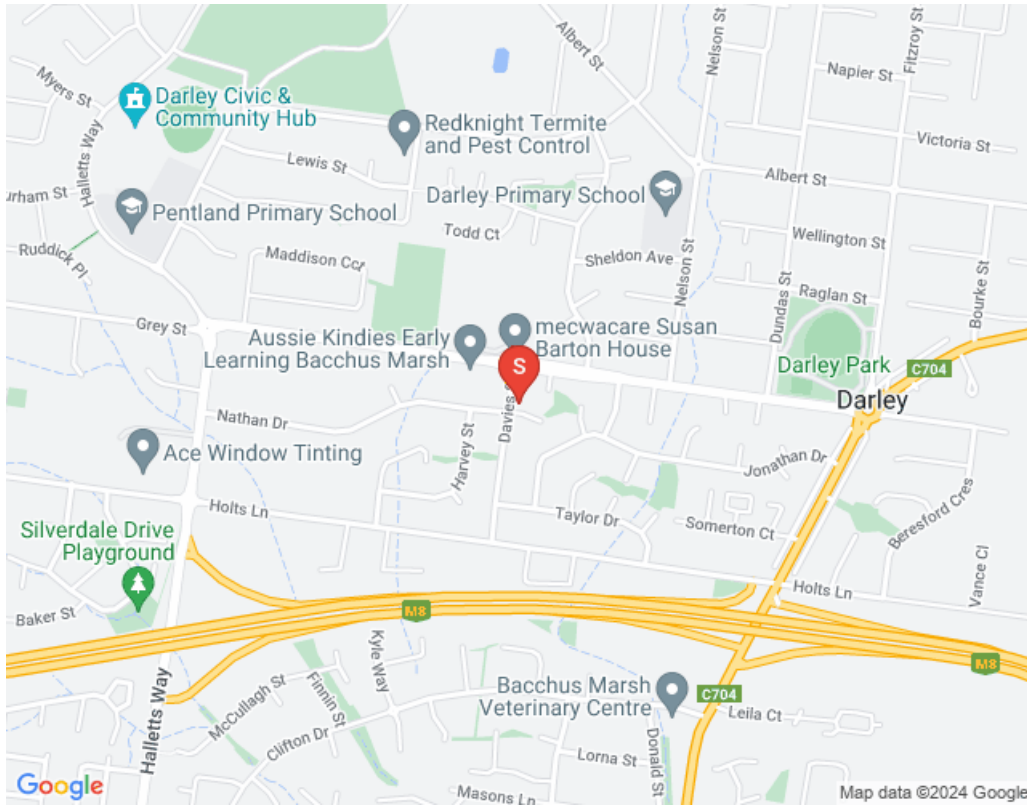 Albert St
Nelson St
Fitzroy St
Myers St
Darley Civic &
Community Hub
Redknight Termite
and Pest Control
Napier St
Victoria St
Halletts Way
Lewis St
Albert St
urham St
Pentland Primary School
Darley Primary School
Todd Ct
Wellington St
Ruddick Pl
Sheldon Ave
Nelson St
Dundas St
Raglan St
Bourke St
Grey St
Aussie Kindies Early
Learning Bacchus Marsh
mecwacare Susan
Barton House
S
Darley Park
C704
Darley
Nathan Dr
Harvey St
Davies S
Ace Window Tinting
Jonathan Dr
Holts Ln
Taylor Dr
Somerton Ct
Beresford Cres
Silverdale Drive
Playground
Vance Cl
Holts Ln
Baker St
M8
Kyle Way
M8
McCullagh St
Finnin St
Bacchus Marsh
Veterinary Centre
C704
Halletts Way
Clifton Dr
Leila Ct
Lorna St
Donald St
Masons Ln
Google
Map data ©2024 Google